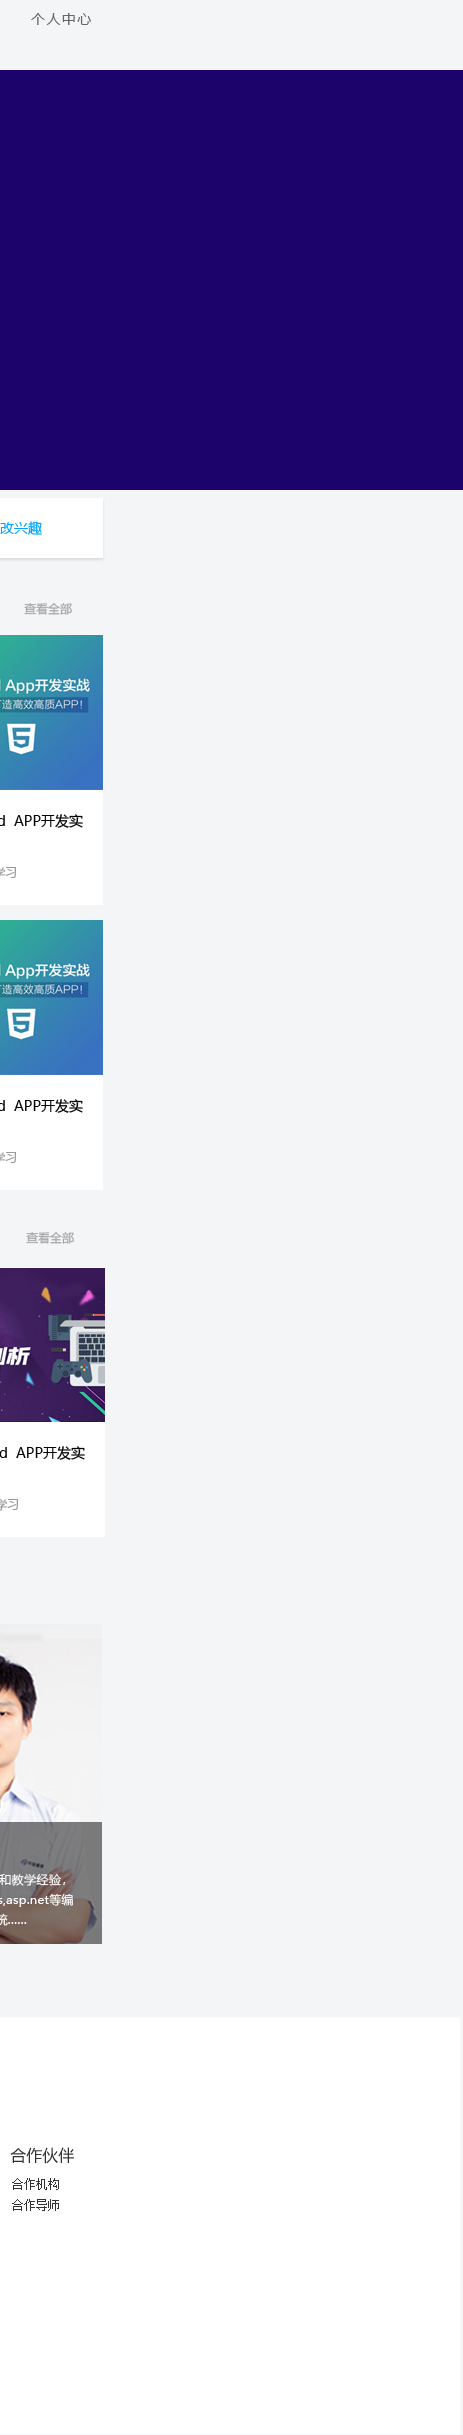 个人中心
改兴趣
查看全部
App开发实战
造高效高质APP!
d APP开发实
学习
App开发实战
造高效高质APP!
d APP开发实
学习
查看全部
剖析
d APP开发实
学习
和教学经验，
s,asp.net等编
统......
合作伙伴
合作机构
合作导师